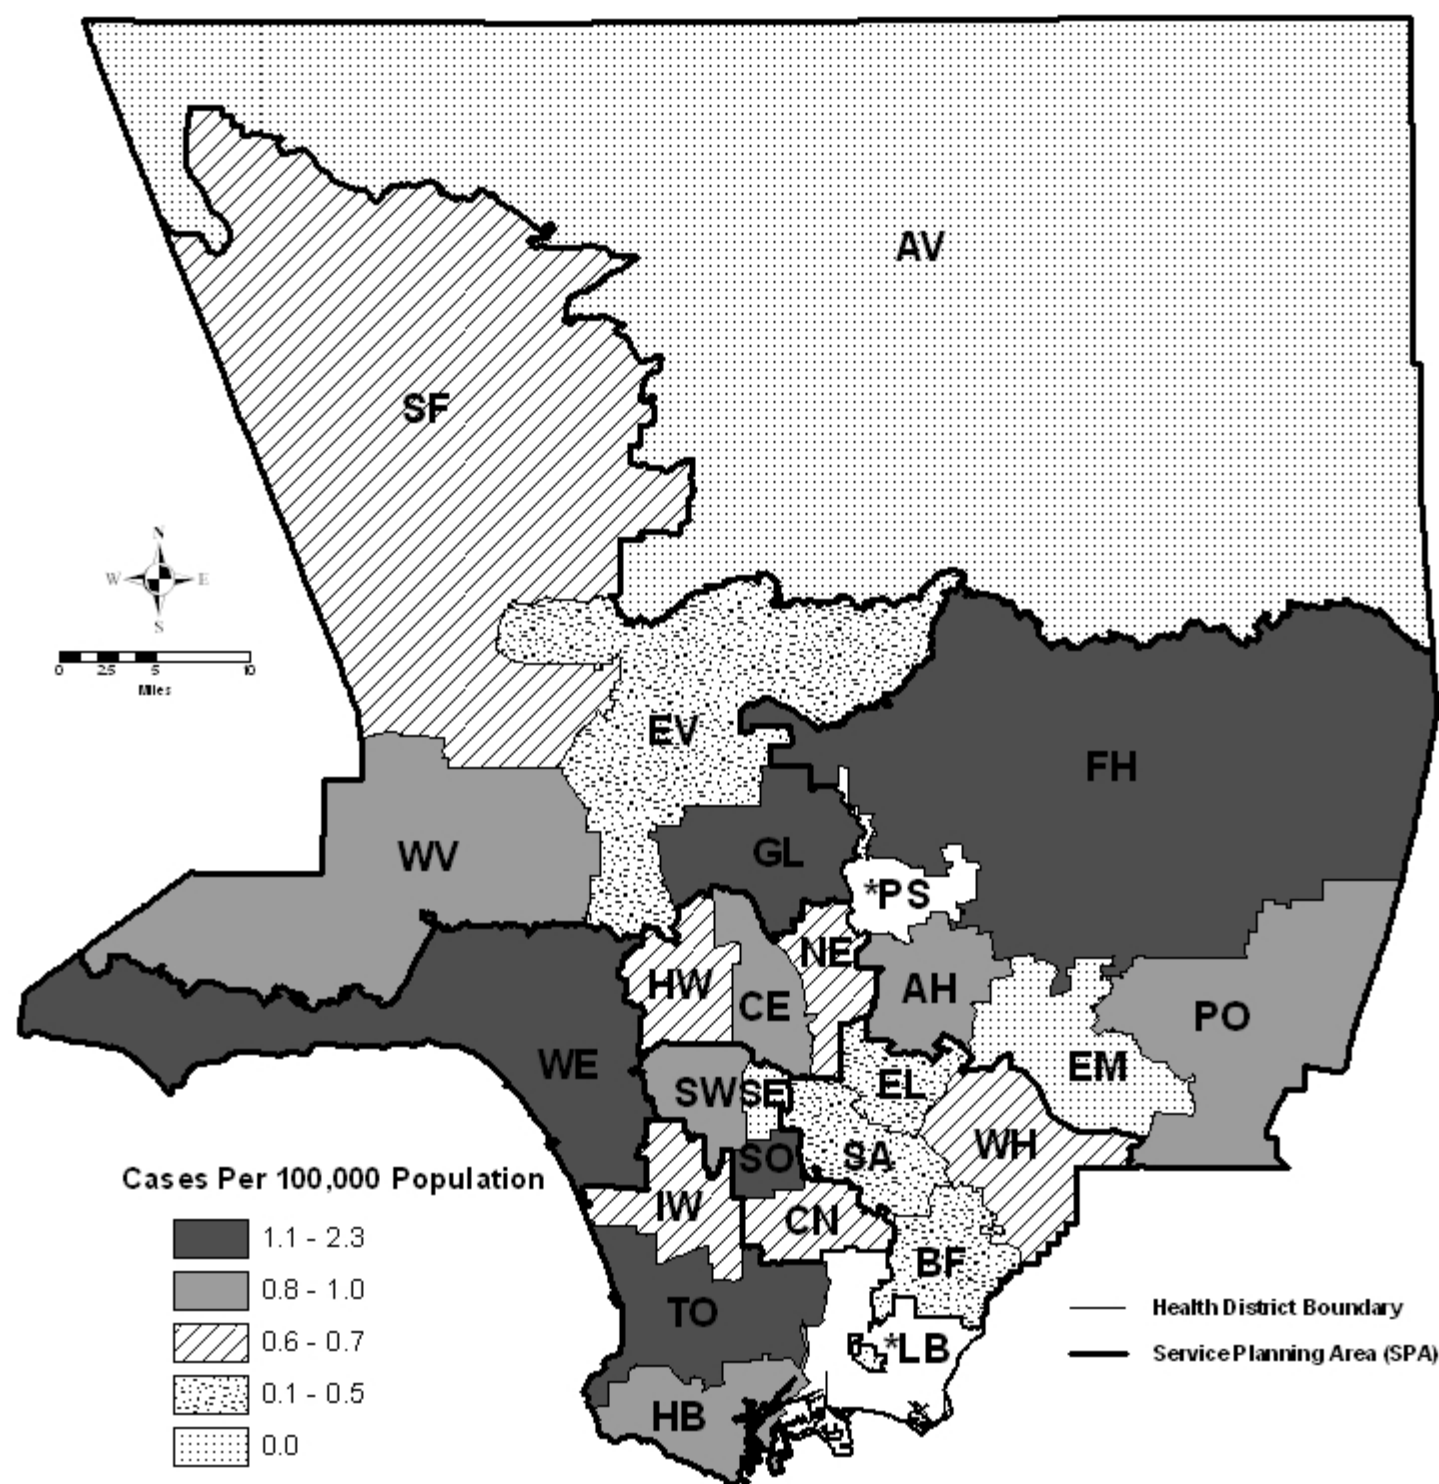 AV
SF
N
W E
S
0 2.5 5 10
Miles
EV
FH
WV
GL
*PS
NE
HW
AH
CE
PO
WE
EM
SW
SE
EL
WH
SO
SA
IW
CN
BF
TO
*LB
HB
Cases Per 100,000 Population
1.1 - 2.3
0.8 - 1.0
0.6 - 0.7
0.1 - 0.5
0.0
Health District Boundary
Service Planning Area (SPA)